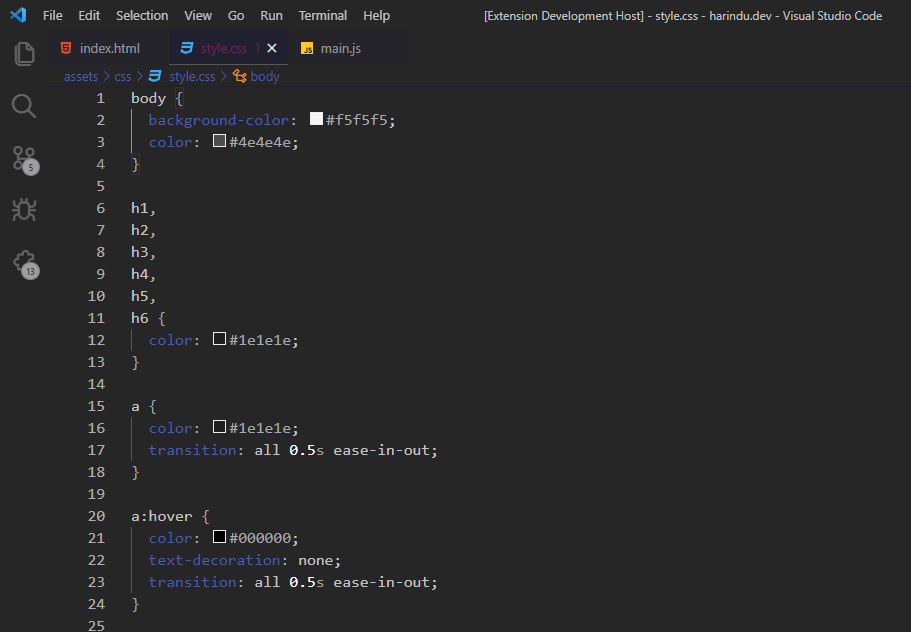 File Edit Selection View Go Run Terminal Help [Extension Development Host] - style.css - harindu.dev - Visual Studio Code
index.html style.css 1 × JS main.js
assets > css > style.css > body
1 body {
2 background-color: #f5f5f5;
3 color: #4e4e4e;
4 }
5
6 h1,
7 h2,
8 h3,
9 h4,
10 h5,
11 h6 {
12 color: #1e1e1e;
13 }
14
15 a {
16 color: #1e1e1e;
17 transition: all 0.5s ease-in-out;
18 }
19
20 a:hover {
21 color: #000000;
22 text-decoration: none;
23 transition: all 0.5s ease-in-out;
24 }
25
5
13